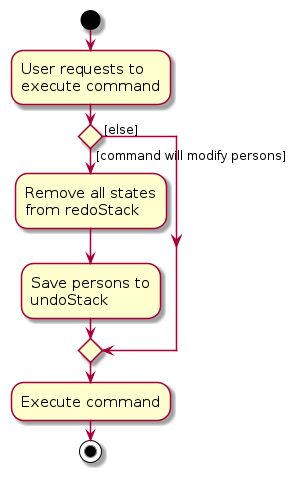 User requests to
execute command
[else]
[command will modify persons]
Remove all states
from redoStack
Save persons to
undoStack
Execute command